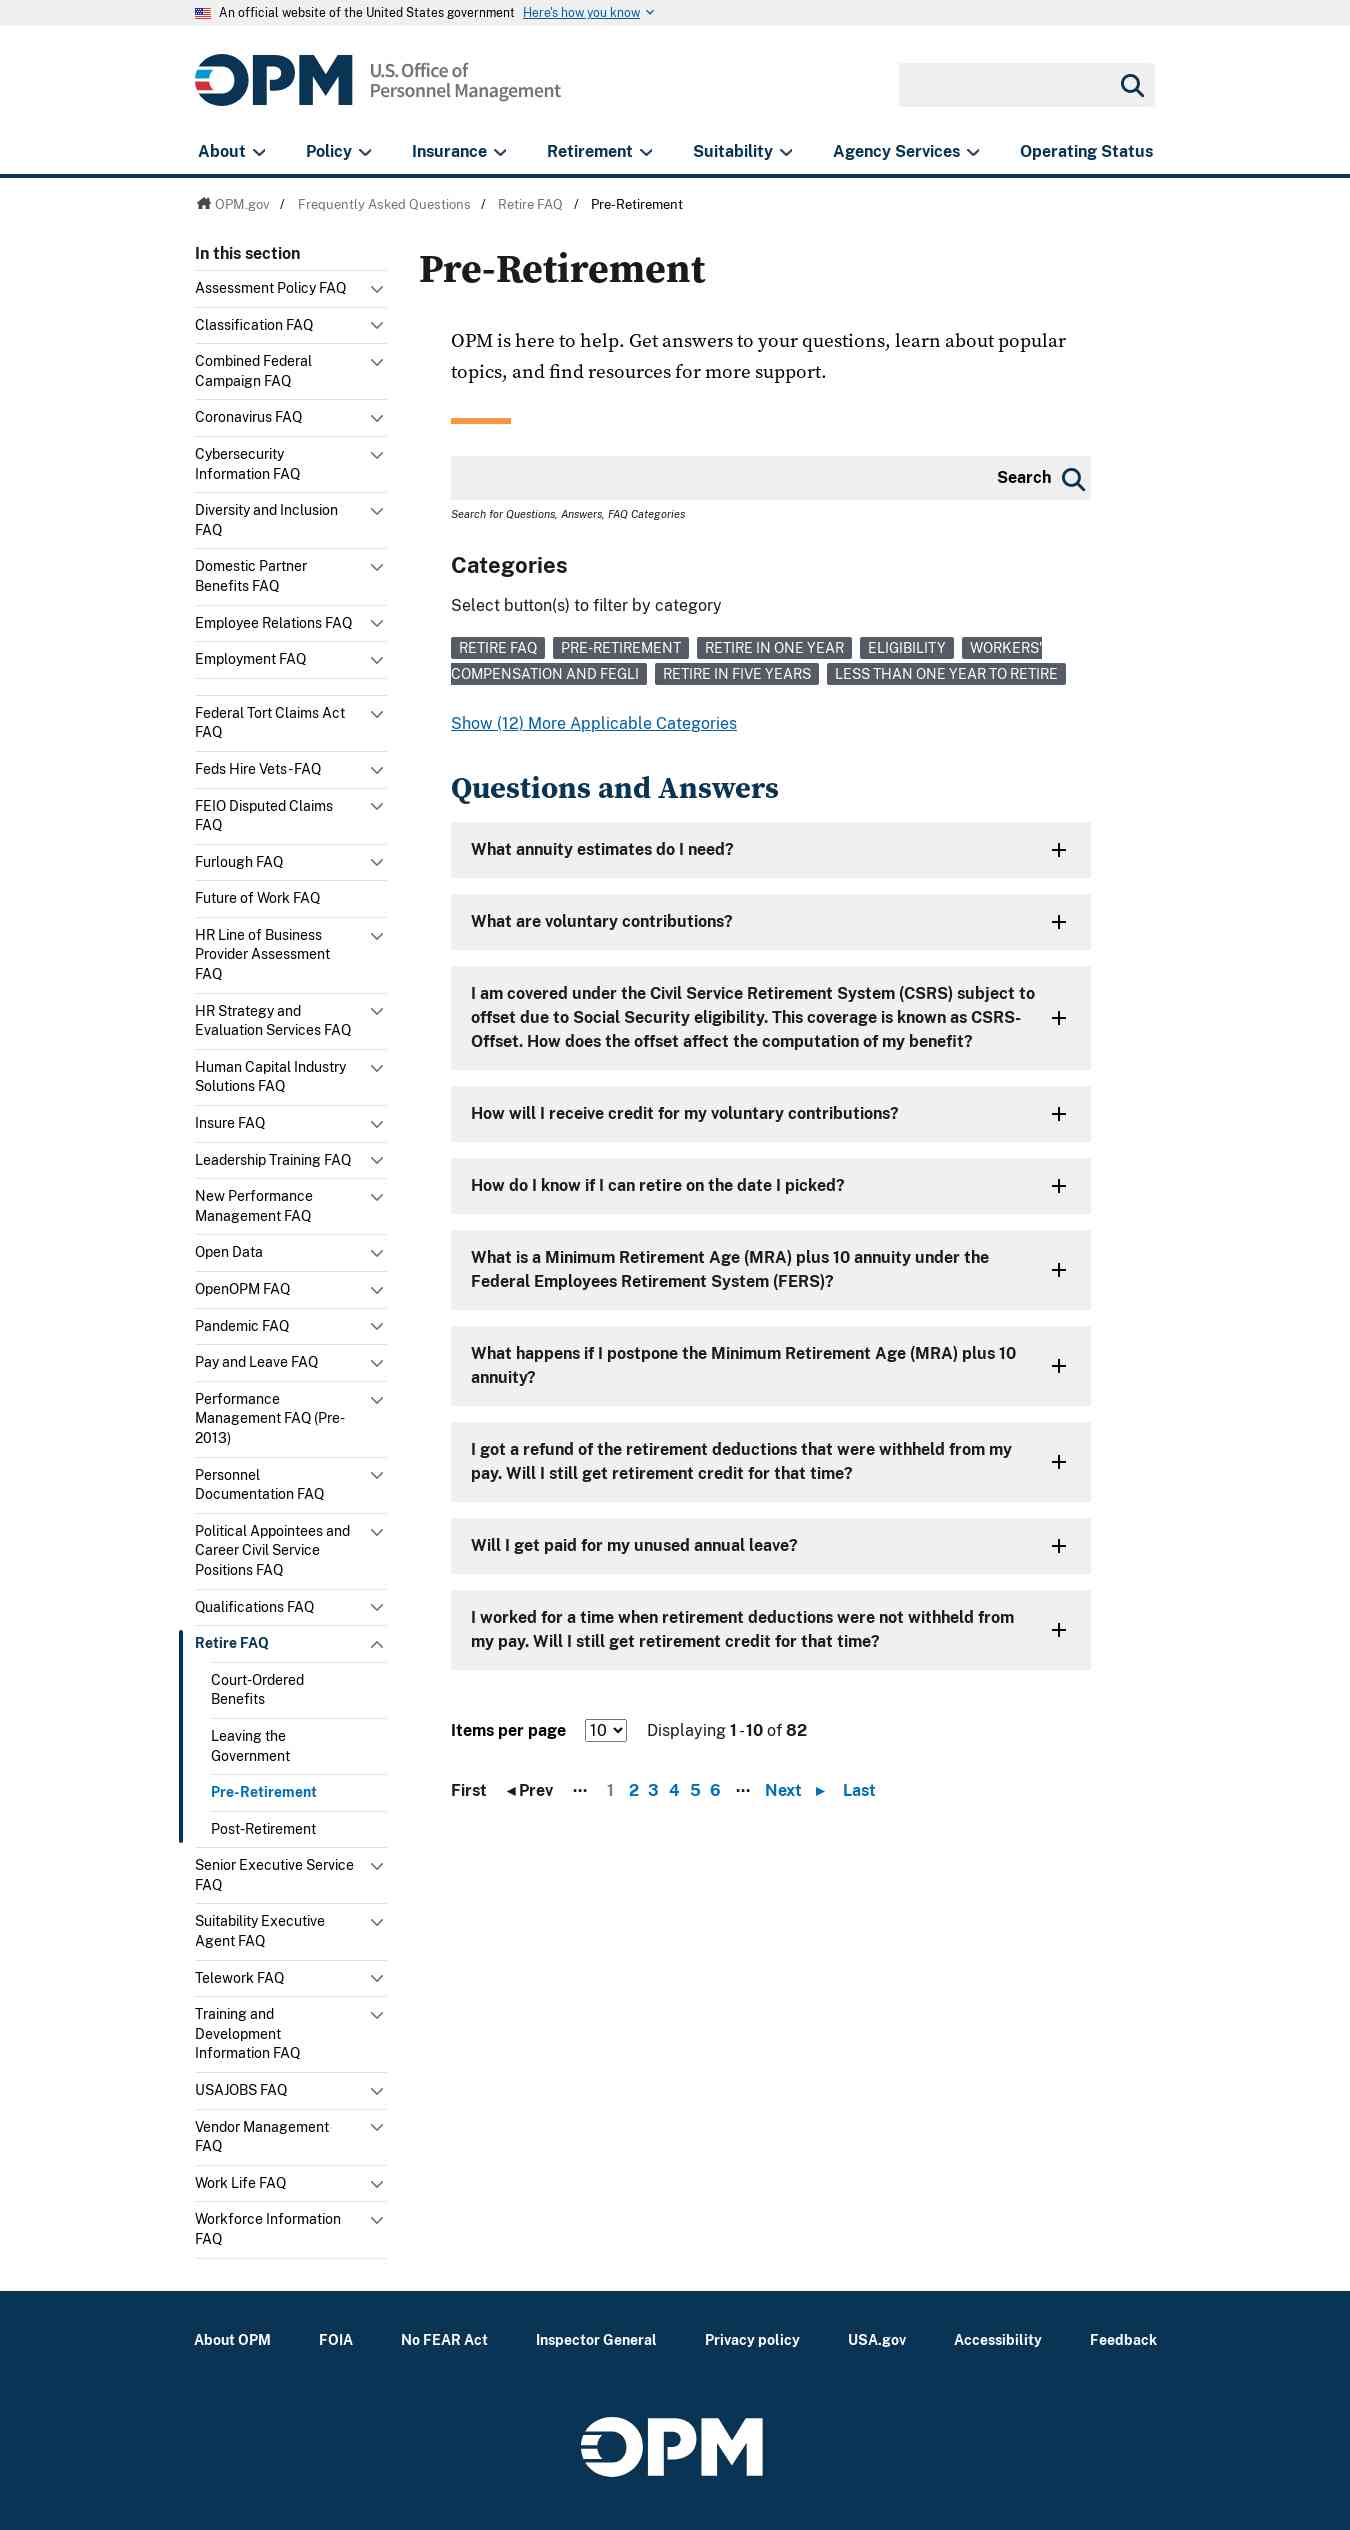 An official website of the United States government Here's how you know
OPM U.S. Office of
Personnel Management
About Policy Insurance Retirement Suitability Agency Services Operating Status
OPM.gov / Frequently Asked Questions / Retire FAQ / Pre-Retirement
In this section
Assessment Policy FAQ
Classification FAQ
Combined Federal
Campaign FAQ
Coronavirus FAQ
Cybersecurity
Information FAQ
Diversity and Inclusion
FAQ
Domestic Partner
Benefits FAQ
Employee Relations FAQ
Employment FAQ
Federal Tort Claims Act
FAQ
Feds Hire Vets - FAQ
FEIO Disputed Claims
FAQ
Furlough FAQ
Future of Work FAQ
HR Line of Business
Provider Assessment
FAQ
HR Strategy and
Evaluation Services FAQ
Human Capital Industry
Solutions FAQ
Insure FAQ
Leadership Training FAQ
New Performance
Management FAQ
Open Data
OpenOPM FAQ
Pandemic FAQ
Pay and Leave FAQ
Performance
Management FAQ (Pre-
2013)
Personnel
Documentation FAQ
Political Appointees and
Career Civil Service
Positions FAQ
Qualifications FAQ
Retire FAQ
Court-Ordered
Benefits
Leaving the
Government
Pre-Retirement
Post-Retirement
Senior Executive Service
FAQ
Suitability Executive
Agent FAQ
Telework FAQ
Training and
Development
Information FAQ
USAJOBS FAQ
Vendor Management
FAQ
Work Life FAQ
Workforce Information
FAQ
Pre-Retirement
OPM is here to help. Get answers to your questions, learn about popular
topics, and find resources for more support.
Search
Search for Questions, Answers, FAQ Categories
Categories
Select button(s) to filter by category
RETIRE FAQ PRE-RETIREMENT RETIRE IN ONE YEAR ELIGIBILITY WORKERS'
COMPENSATION AND FEGLI RETIRE IN FIVE YEARS LESS THAN ONE YEAR TO RETIRE
Show (12) More Applicable Categories
Questions and Answers
What annuity estimates do I need?
What are voluntary contributions?
I am covered under the Civil Service Retirement System (CSRS) subject to
offset due to Social Security eligibility. This coverage is known as CSRS-
Offset. How does the offset affect the computation of my benefit?
How will I receive credit for my voluntary contributions?
How do I know if I can retire on the date I picked?
What is a Minimum Retirement Age (MRA) plus 10 annuity under the
Federal Employees Retirement System (FERS)?
What happens if I postpone the Minimum Retirement Age (MRA) plus 10
annuity?
I got a refund of the retirement deductions that were withheld from my
pay. Will I still get retirement credit for that time?
Will I get paid for my unused annual leave?
I worked for a time when retirement deductions were not withheld from
my pay. Will I still get retirement credit for that time?
Items per page 10 Displaying 1 - 10 of 82
First ◂ Prev ··· 1 2 3 4 5 6 ··· Next ▸ Last
About OPM FOIA No FEAR Act Inspector General Privacy policy USA.gov Accessibility Feedback
OPM